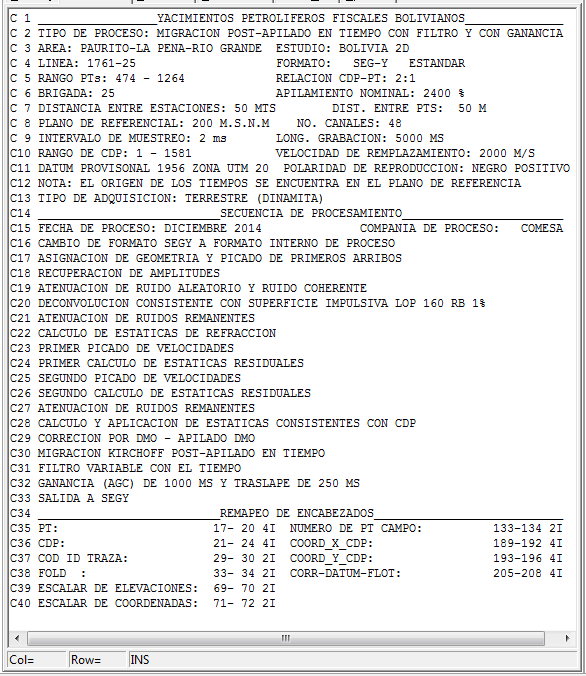 C 1 __________________YACIMIENTOS PETROLIFEROS FISCALES BOLIVIANOS______________
C 2 TIPO DE PROCESO: MIGRACION POST-APILADO EN TIEMPO CON FILTRO Y CON GANANCIA
C 3 AREA: PAURITO-LA PENA-RIO GRANDE  ESTUDIO: BOLIVIA 2D
C 4 LINEA: 1761-25                    FORMATO:   SEG-Y   ESTANDAR
C 5 RANGO PTs: 474 - 1264             RELACION CDP-PT: 2:1
C 6 BRIGADA: 25                       APILAMIENTO NOMINAL: 2400 %
C 7 DISTANCIA ENTRE ESTACIONES: 50 MTS        DIST. ENTRE PTS:  50 M
C 8 PLANO DE REFERENCIAL: 200 M.S.N.M    NO. CANALES: 48
C 9 INTERVALO DE MUESTREO: 2 ms       LONG. GRABACION: 5000 MS
C10 RANGO DE CDP: 1 - 1581            VELOCIDAD DE REMPLAZAMIENTO: 2000 M/S
C11 DATUM PROVISONAL 1956 ZONA UTM 20  POLARIDAD DE REPRODUCCION: NEGRO POSITIVO
C12 NOTA: EL ORIGEN DE LOS TIEMPOS SE ENCUENTRA EN EL PLANO DE REFERENCIA
C13 TIPO DE ADQUISICION: TERRESTRE (DINAMITA)
C14 __________________________SECUENCIA DE PROCESAMIENTO_______________________
C15 FECHA DE PROCESO: DICIEMBRE 2014              COMPANIA DE PROCESO:   COMESA
C16 CAMBIO DE FORMATO SEGY A FORMATO INTERNO DE PROCESO
C17 ASIGNACION DE GEOMETRIA Y PICADO DE PRIMEROS ARRIBOS
C18 RECUPERACION DE AMPLITUDES
C19 ATENUACION DE RUIDO ALEATORIO Y RUIDO COHERENTE
C20 DECONVOLUCION CONSISTENTE CON SUPERFICIE IMPULSIVA LOP 160 RB 1%
C21 ATENUACION DE RUIDOS REMANENTES
C22 CALCULO DE ESTATICAS DE REFRACCION
C23 PRIMER PICADO DE VELOCIDADES
C24 PRIMER CALCULO DE ESTATICAS RESIDUALES
C25 SEGUNDO PICADO DE VELOCIDADES
C26 SEGUNDO CALCULO DE ESTATICAS RESIDUALES
C27 ATENUACION DE RUIDOS REMANENTES
C28 CALCULO Y APLICACION DE ESTATICAS CONSISTENTES CON CDP
C29 CORRECION POR DMO - APILADO DMO
C30 MIGRACION KIRCHOFF POST-APILADO EN TIEMPO
C31 FILTRO VARIABLE CON EL TIEMPO
C32 GANANCIA (AGC) DE 1000 MS Y TRASLAPE DE 250 MS
C33 SALIDA A SEGY
C34 __________________________REMAPEO DE ENCABEZADOS___________________________
C35 PT:                      17- 20 4I  NUMERO DE PT CAMPO:          133-134 2I
C36 CDP:                     21- 24 4I  COORD_X_CDP:                 189-192 4I
C37 COD ID TRAZA:            29- 30 2I  COORD_Y_CDP:                 193-196 4I
C38 FOLD  :                  33- 34 2I  CORR-DATUM-FLOT:             205-208 4I
C39 ESCALAR DE ELEVACIONES:  69- 70 2I
C40 ESCALAR DE COORDENADAS:  71- 72 2I
Col= Row= INS